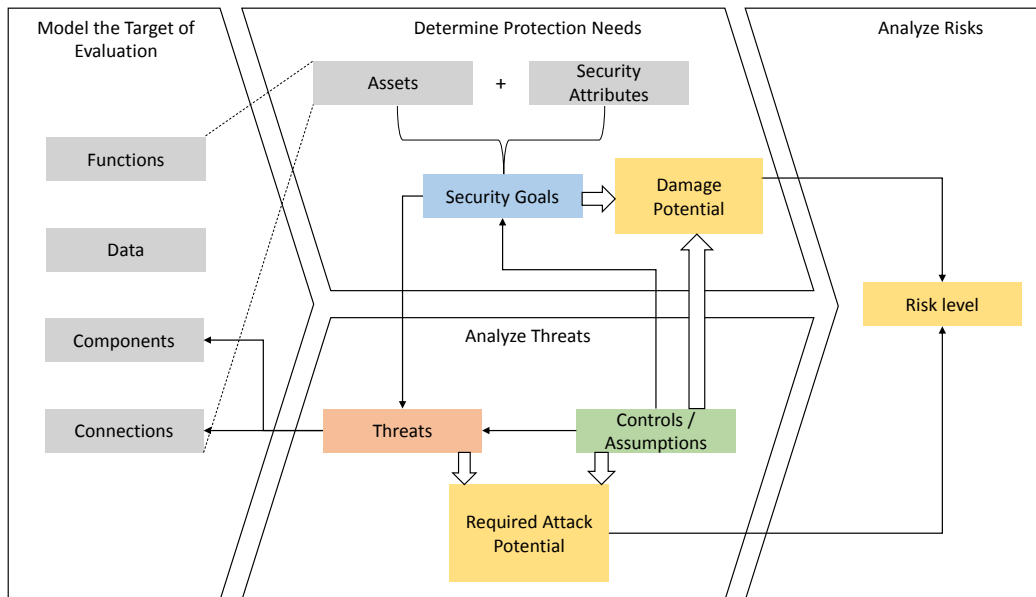 Model the Target of
Evaluation
Functions
Data
Components
Connections
Determine Protection Needs
Assets
+
Security
Attributes
Security Goals
Damage
Potential
Analyze Threats
Threats
Controls /
Assumptions
Required Attack
Potential
Analyze Risks
Risk level